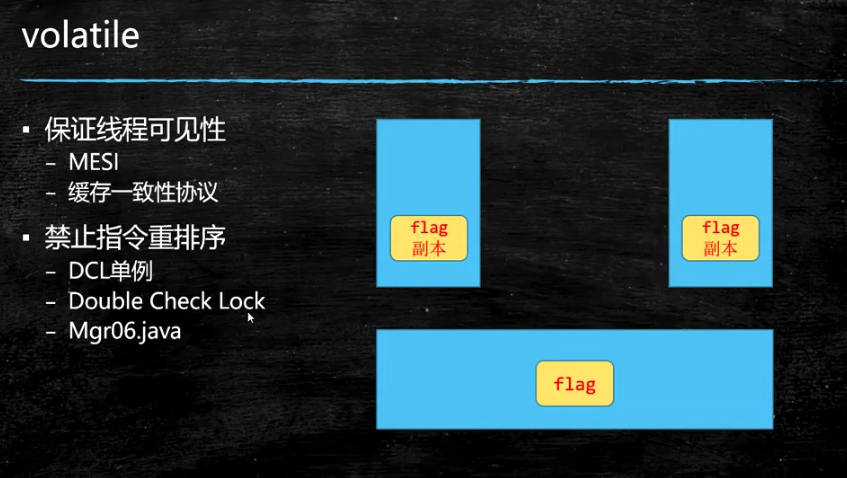 volatile
▪ 保证线程可见性
– MESI
– 缓存一致性协议
▪ 禁止指令重排序
– DCL单例
– Double Check Lock
– Mgr06.java
flag
副本
flag
副本
flag